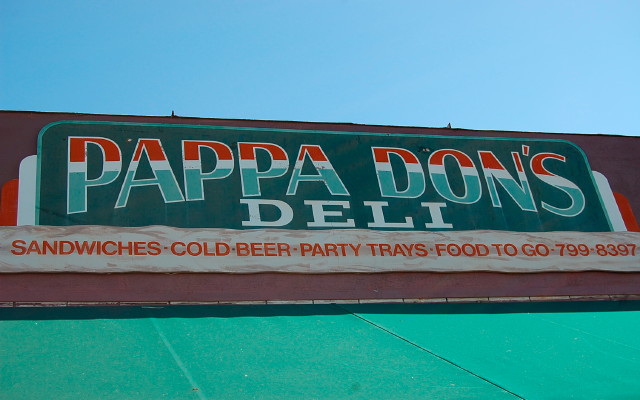 PAPPA DON'S
DELI
SANDWICHES·COLD·BEER·PARTY TRAYS·FOOD TO GO·799·8397